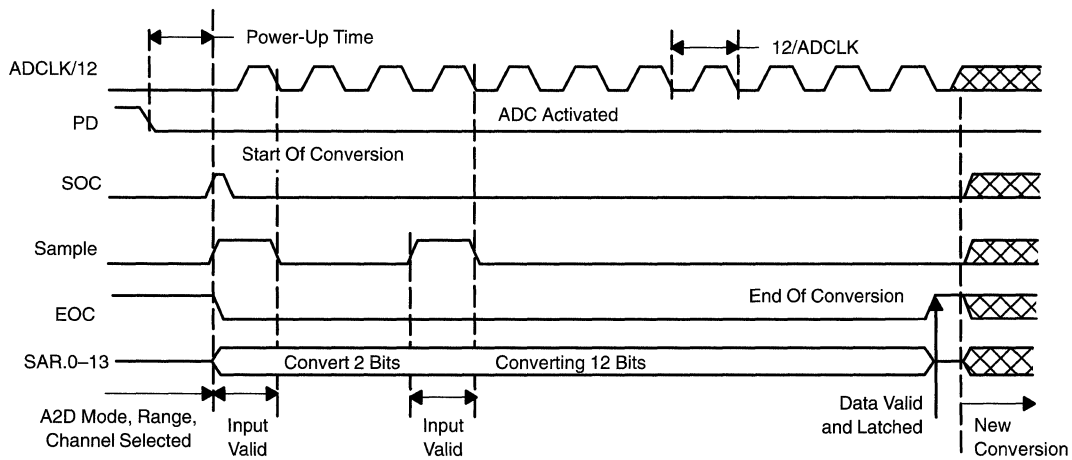 Power-Up Time
12/ADCLK
ADCLK/12
PD
ADC Activated
Start Of Conversion
SOC
Sample
EOC
End Of Conversion
SAR.0–13
Convert 2 Bits
Converting 12 Bits
A2D Mode, Range,
Channel Selected
Input
Valid
Input
Valid
Data Valid
and Latched
New
Conversion